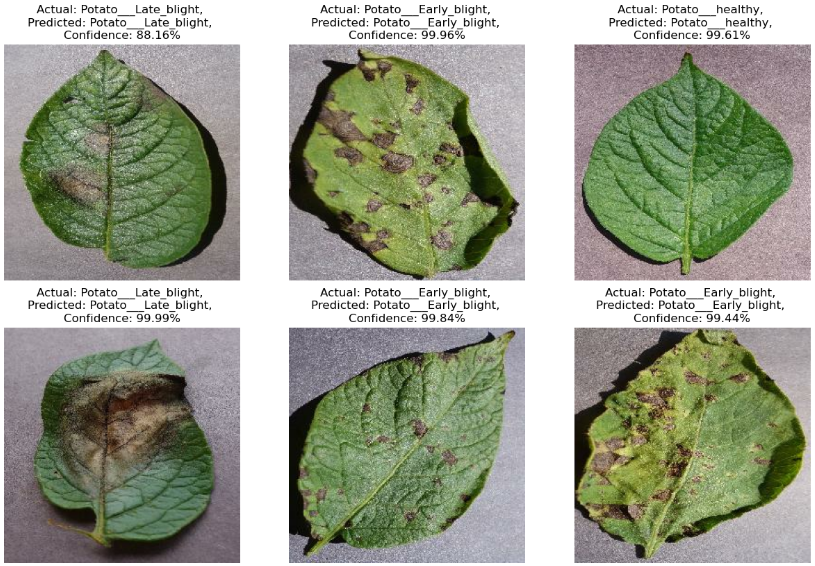 Actual: Potato___Late_blight,
Predicted: Potato___Late_blight,
Confidence: 88.16%
Actual: Potato___Early_blight,
Predicted: Potato___Early_blight,
Confidence: 99.96%
Actual: Potato___healthy,
Predicted: Potato___healthy,
Confidence: 99.61%
Actual: Potato___Late_blight,
Predicted: Potato___Late_blight,
Confidence: 99.99%
Actual: Potato___Early_blight,
Predicted: Potato___Early_blight,
Confidence: 99.84%
Actual: Potato___Early_blight,
Predicted: Potato___Early_blight,
Confidence: 99.44%